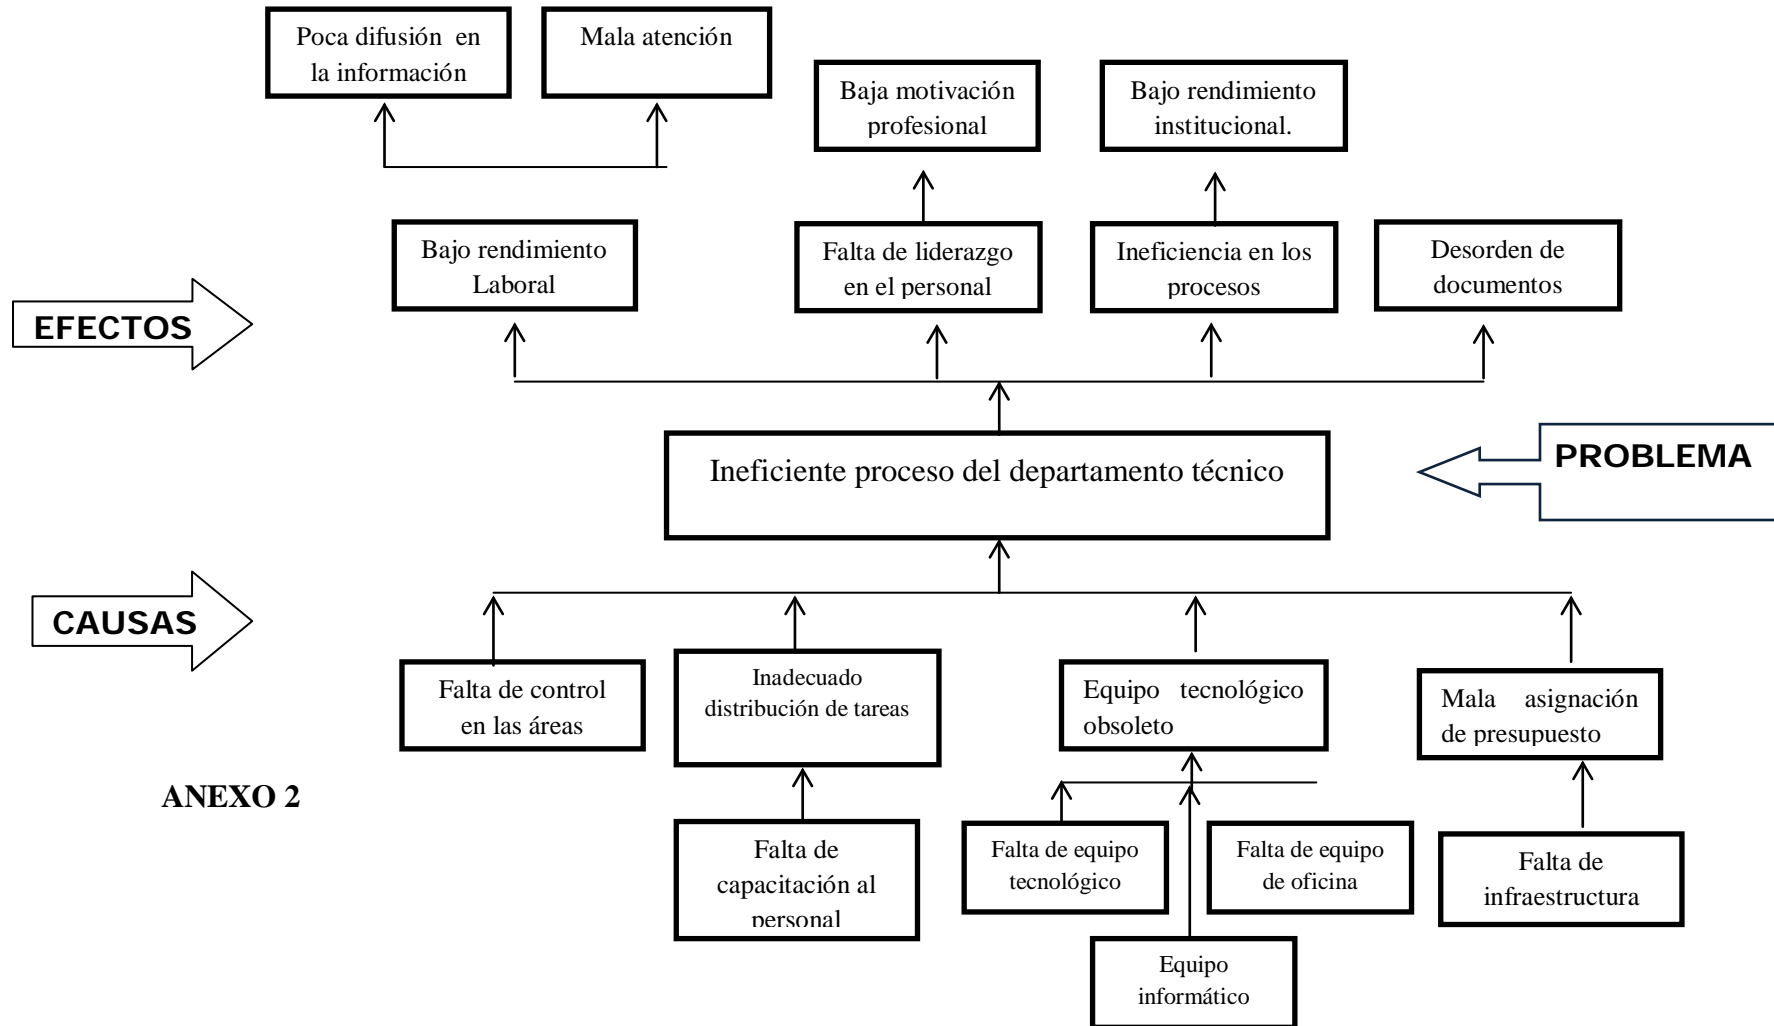 Poca difusión en
la información
Mala atención
Baja motivación
profesional
Bajo rendimiento
institucional.
Bajo rendimiento
Laboral
Falta de liderazgo
en el personal
Ineficiencia en los
procesos
Desorden de
documentos
EFECTOS
Ineficiente proceso del departamento técnico
PROBLEMA
CAUSAS
Falta de control
en las áreas
Inadecuado
distribución de tareas
Equipo tecnológico
obsoleto
Mala asignación
de presupuesto
ANEXO 2
Falta de
capacitación al
personal
Falta de equipo
tecnológico
Falta de equipo
de oficina
Falta de
infraestructura
Equipo
informático